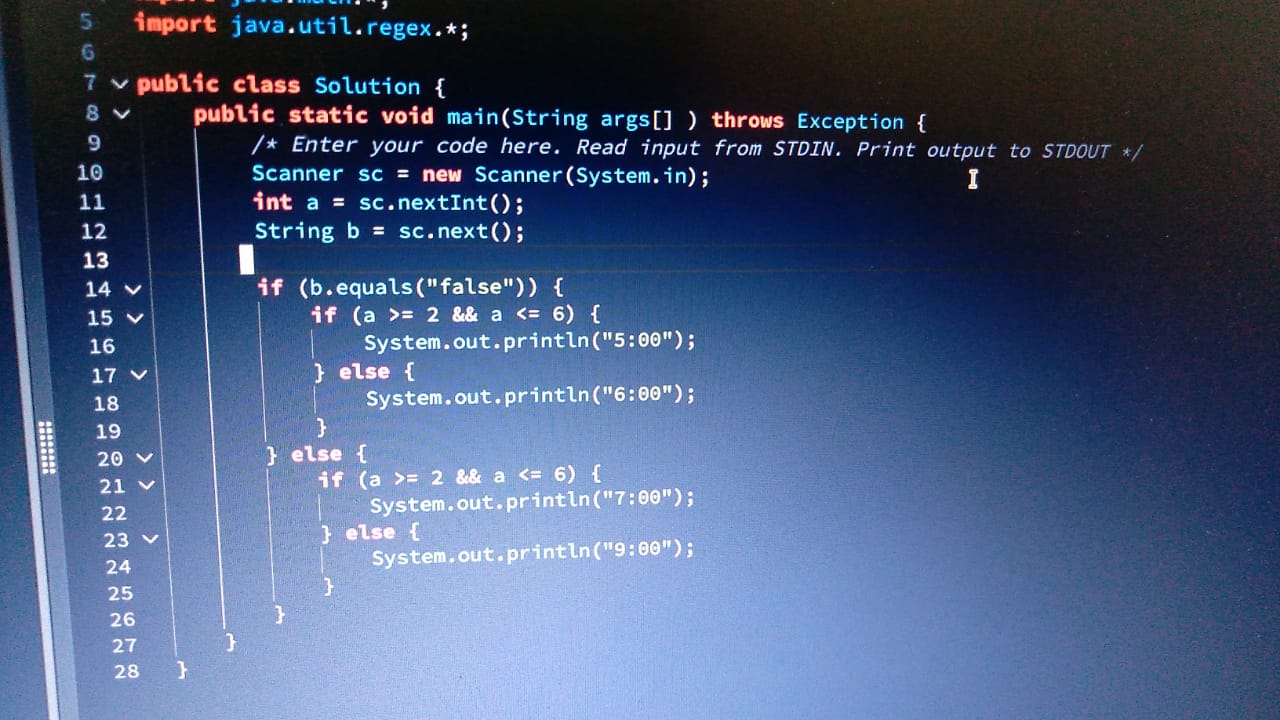 5 import java.util.regex.*;
6
7 public class Solution {
8 public static void main(String args[] ) throws Exception {
9 /* Enter your code here. Read input from STDIN. Print output to STDOUT */
10 Scanner sc = new Scanner(System.in);
11 int a = sc.nextInt();
12 String b = sc.next();
13
14 if (b.equals("false")) {
15 if (a >= 2 && a <= 6) {
16 System.out.println("5:00");
17 } else {
18 System.out.println("6:00");
19 }
20 } else {
21 if (a >= 2 && a <= 6) {
22 System.out.println("7:00");
23 } else {
24 System.out.println("9:00");
25 }
26 }
27 }
28 }